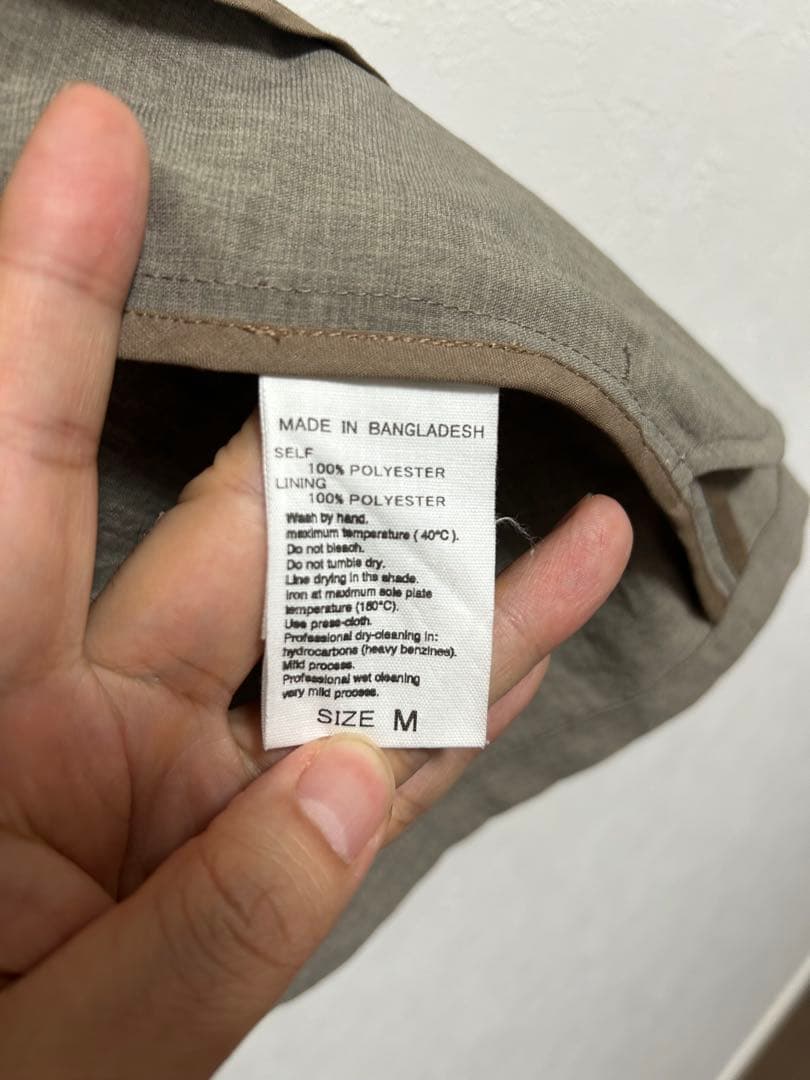 MADE IN BANGLADESH
SELF
100% POLYESTER
LINING
100% POLYESTER
Wash by hand.
maximum temperature ( 40°C ).
Do not bleach.
Do not tumble dry.
Line drying in the shade.
Iron at maximum sole plate
temperature (150°C).
Use press-cloth.
Professional dry-cleaning in:
hydrocarbons (heavy benzines).
Mild process.
Professional wet cleaning
very mild process.
SIZE M